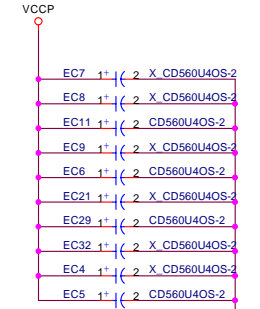 VCCP
EC7 1+ 2 X_CD560U4OS-2
EC8 1+ 2 X_CD560U4OS-2
EC11 1+ 2 CD560U4OS-2
EC9 1+ 2 X_CD560U4OS-2
EC6 1+ 2 CD560U4OS-2
EC21 1+ 2 X_CD560U4OS-2
EC29 1+ 2 CD560U4OS-2
EC32 1+ 2 X_CD560U4OS-2
EC4 1+ 2 X_CD560U4OS-2
EC5 1+ 2 CD560U4OS-2